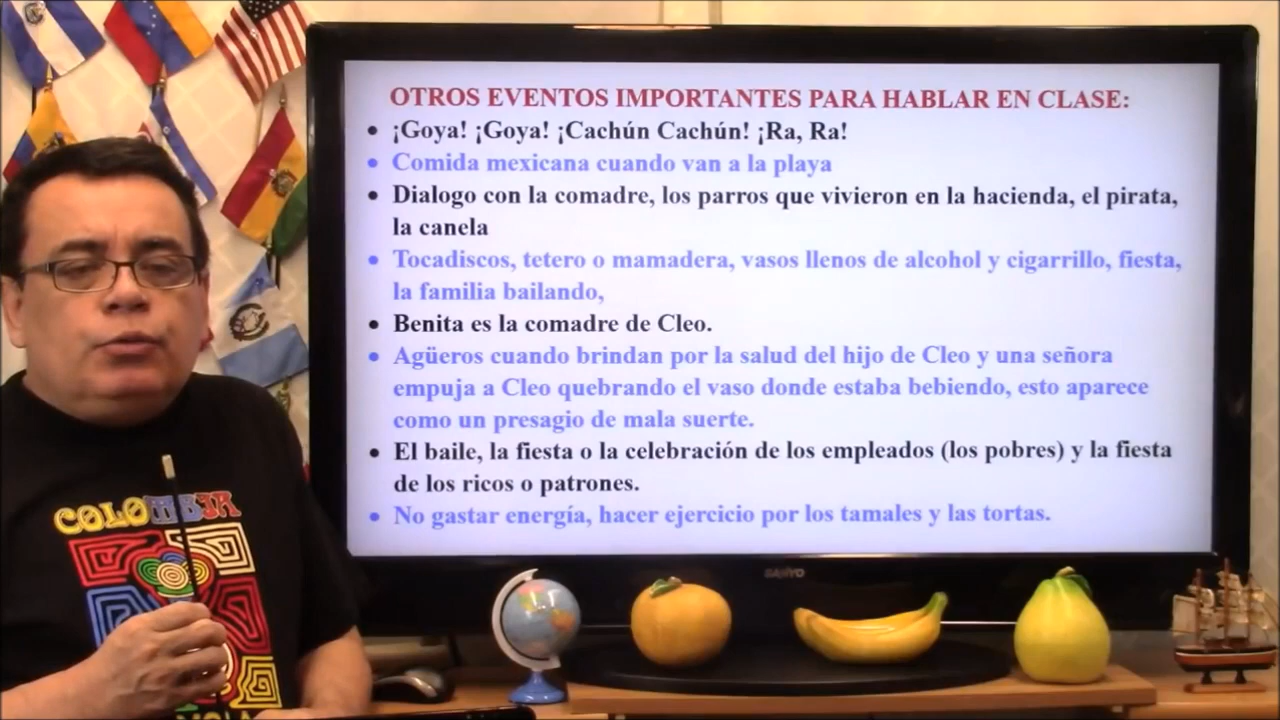 OTROS EVENTOS IMPORTANTES PARA HABLAR EN CLASE:
• ¡Goya! ¡Goya! ¡Cachún Cachún! ¡Ra, Ra!
• Comida mexicana cuando van a la playa
• Dialogo con la comadre, los parros que vivieron en la hacienda, el pirata,
la canela
• Tocadiscos, tetero o mamadera, vasos llenos de alcohol y cigarrillo, fiesta,
la familia bailando,
• Benita es la comadre de Cleo.
• Agüeros cuando brindan por la salud del hijo de Cleo y una señora
empuja a Cleo quebrando el vaso donde estaba bebiendo, esto aparece
como un presagio de mala suerte.
• El baile, la fiesta o la celebración de los empleados (los pobres) y la fiesta
de los ricos o patrones.
• No gastar energía, hacer ejercicio por los tamales y las tortas.
SANYO
COLOMBIA